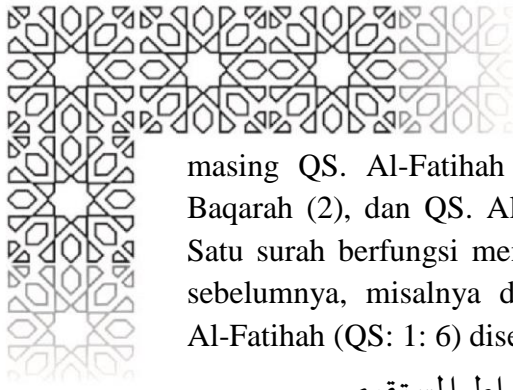 masing QS. Al-Fatihah
Baqarah (2), dan QS. Al
Satu surah berfungsi me
sebelumnya, misalnya d
Al-Fatihah (QS: 1: 6) dise